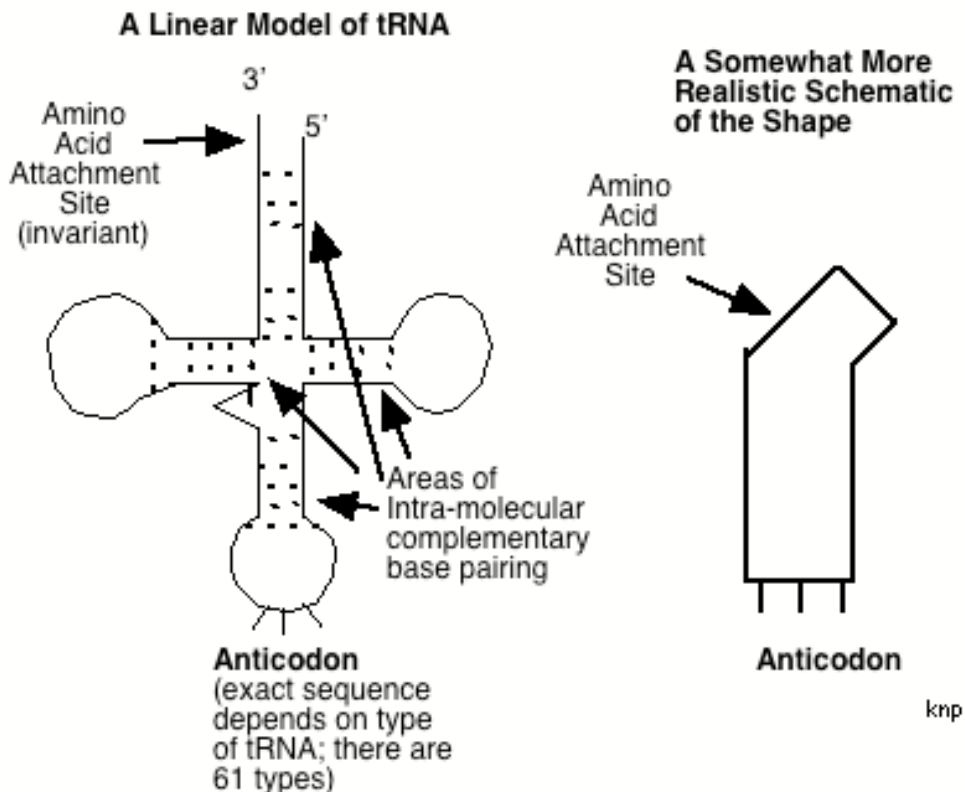 A Linear Model of tRNA
3’
5’
Amino
Acid
Attachment
Site
(invariant)
Areas of
Intra-molecular
complementary
base pairing
Anticodon
(exact sequence
depends on type
of tRNA; there are
61 types)
A Somewhat More
Realistic Schematic
of the Shape
Amino
Acid
Attachment
Site
Anticodon
knp